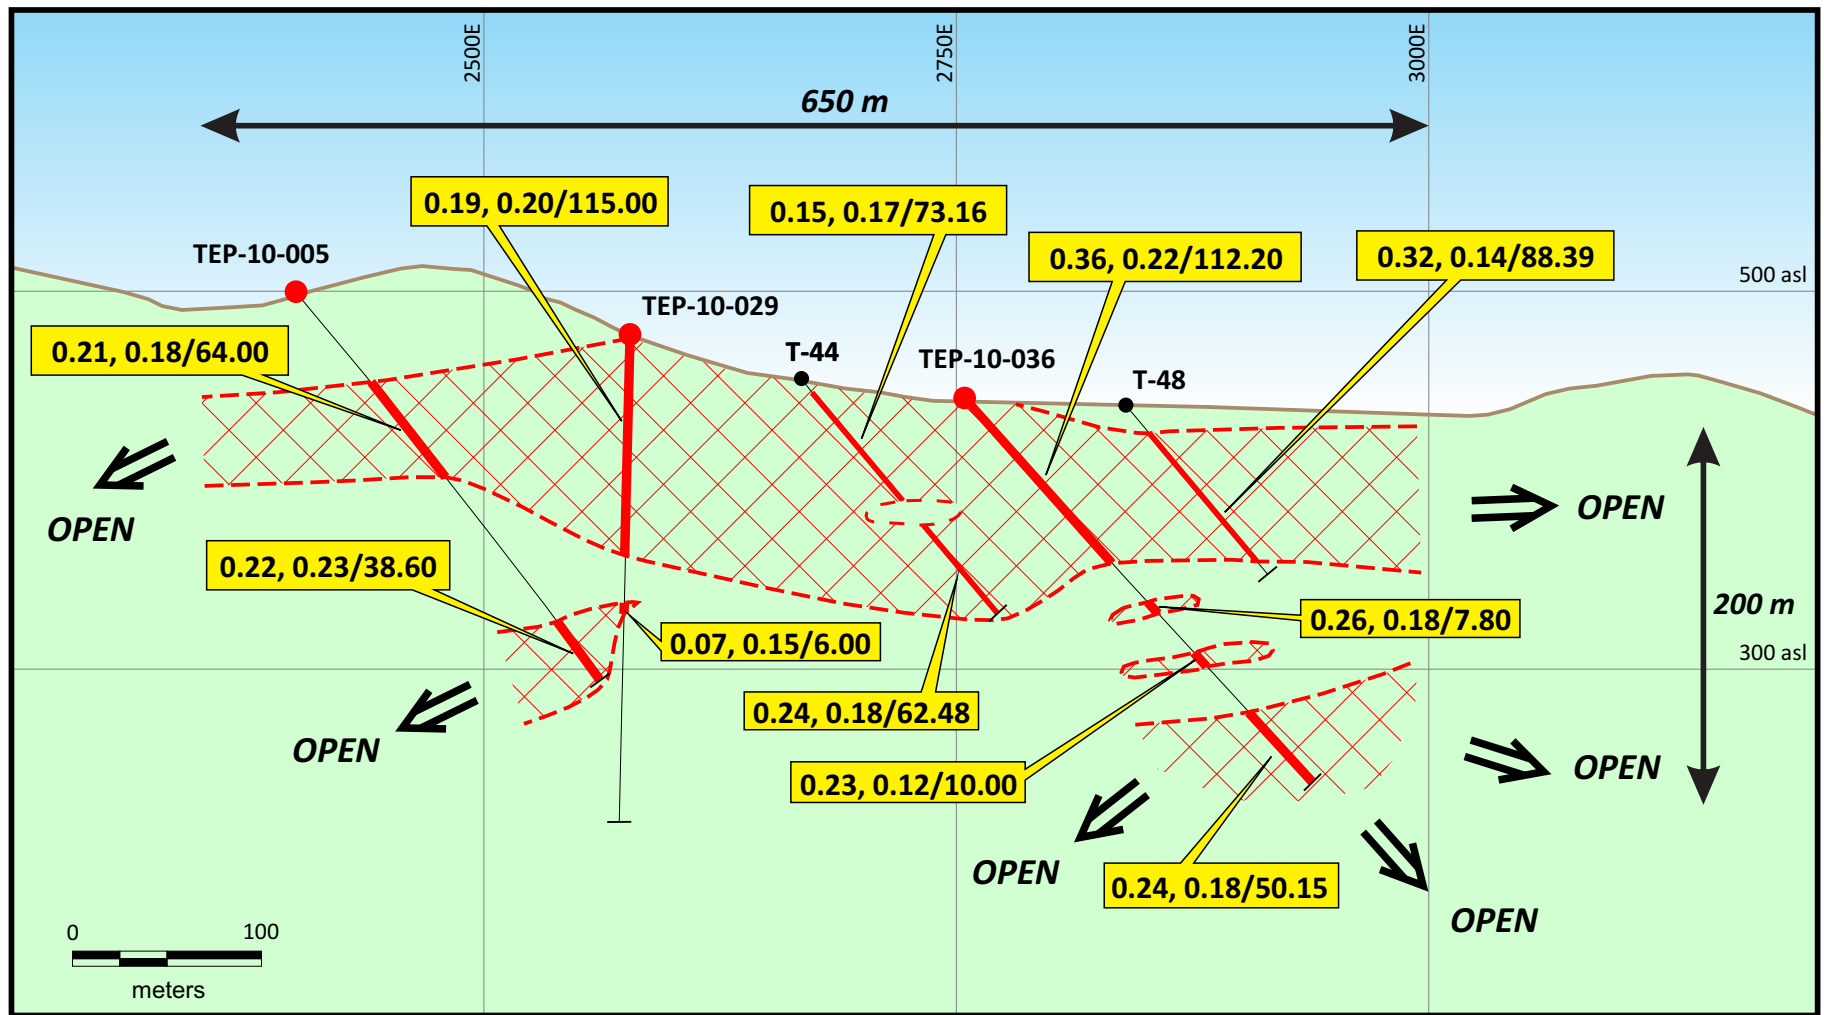 2500E
2750E
3000E
650 m
0.19, 0.20/115.00
0.15, 0.17/73.16
TEP-10-005
0.36, 0.22/112.20
0.32, 0.14/88.39
500 asl
TEP-10-029
0.21, 0.18/64.00
T-44
TEP-10-036
T-48
OPEN
OPEN
0.22, 0.23/38.60
200 m
0.26, 0.18/7.80
0.07, 0.15/6.00
300 asl
0.24, 0.18/62.48
OPEN
0.23, 0.12/10.00
OPEN
OPEN
0.24, 0.18/50.15
OPEN
0 100
meters